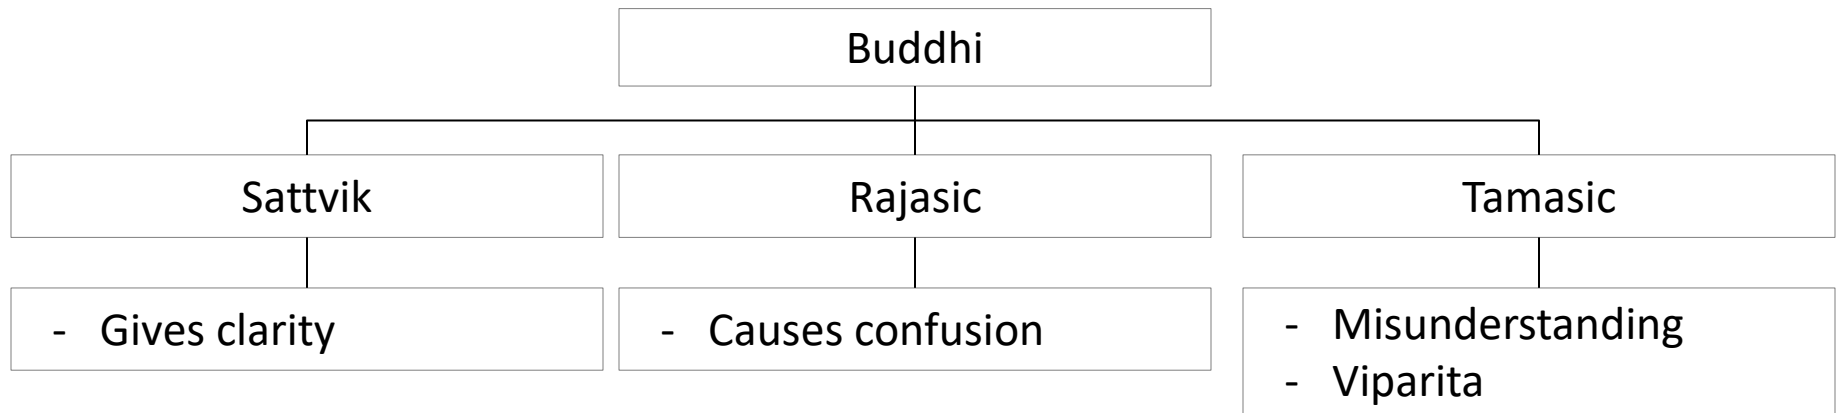 Buddhi
Sattvik
Rajasic
Tamasic
- Gives clarity
- Causes confusion
- Misunderstanding
- Viparita